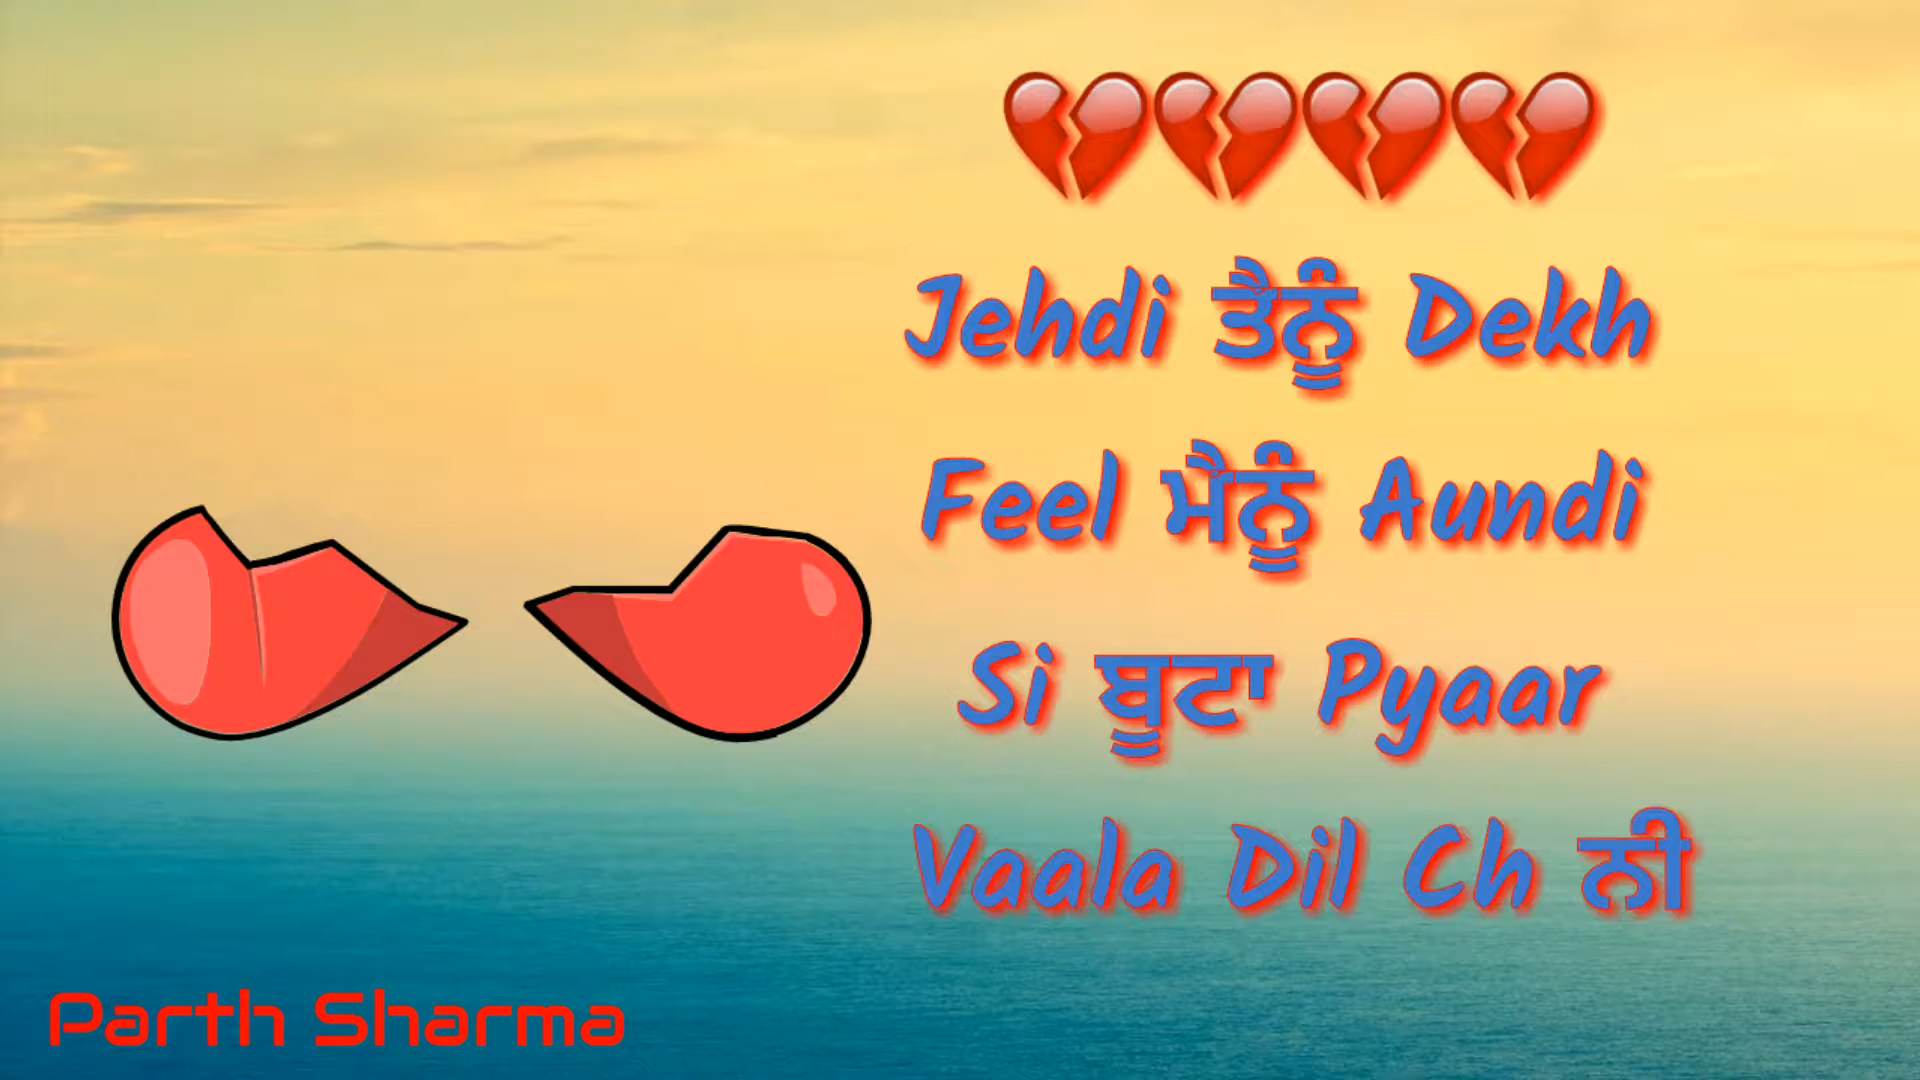 💔💔💔💔
Jehdi ਤੈਨੂੰ Dekh
Feel ਮੈਨੂੰ Aundi
Si ਬੂਟਾ Pyaar
Vaala Dil Ch ਨੀ
Parth Sharma